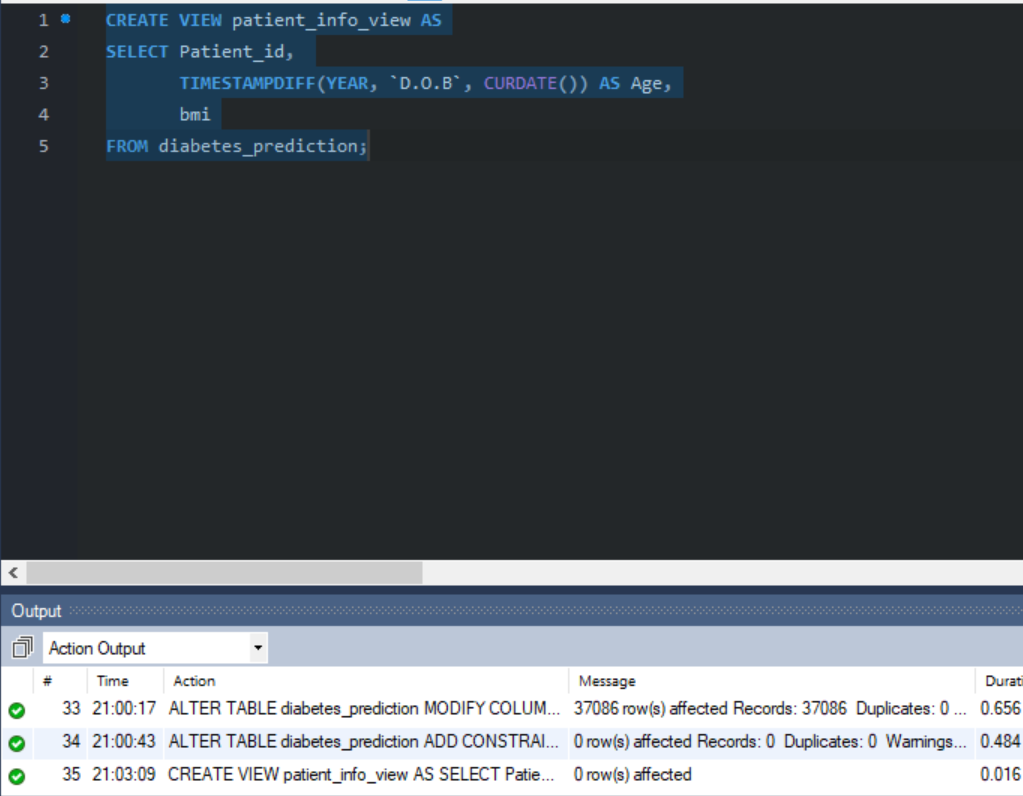 1 CREATE VIEW patient_info_view AS
2 SELECT Patient_id,
3 TIMESTAMPDIFF(YEAR, `D.O.B`, CURDATE()) AS Age,
4 bmi
5 FROM diabetes_prediction;
Output
Action Output
# Time Action Message Durati
33 21:00:17 ALTER TABLE diabetes_prediction MODIFY COLUM... 37086 row(s) affected Records: 37086 Duplicates: 0 ... 0.656
34 21:00:43 ALTER TABLE diabetes_prediction ADD CONSTRAI... 0 row(s) affected Records: 0 Duplicates: 0 Warnings... 0.484
35 21:03:09 CREATE VIEW patient_info_view AS SELECT Patie... 0 row(s) affected 0.016